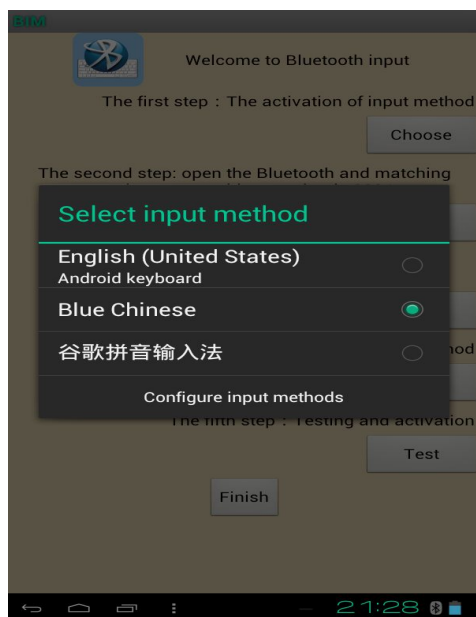 BIM
Welcome to Bluetooth input
The first step : The activation of input method
Choose
The second step: open the Bluetooth and matching
Select input method
English (United States)
Android keyboard
Blue Chinese
谷歌拼音输入法
Configure input methods
The fifth step : Testing and activation
Test
Finish
21:28